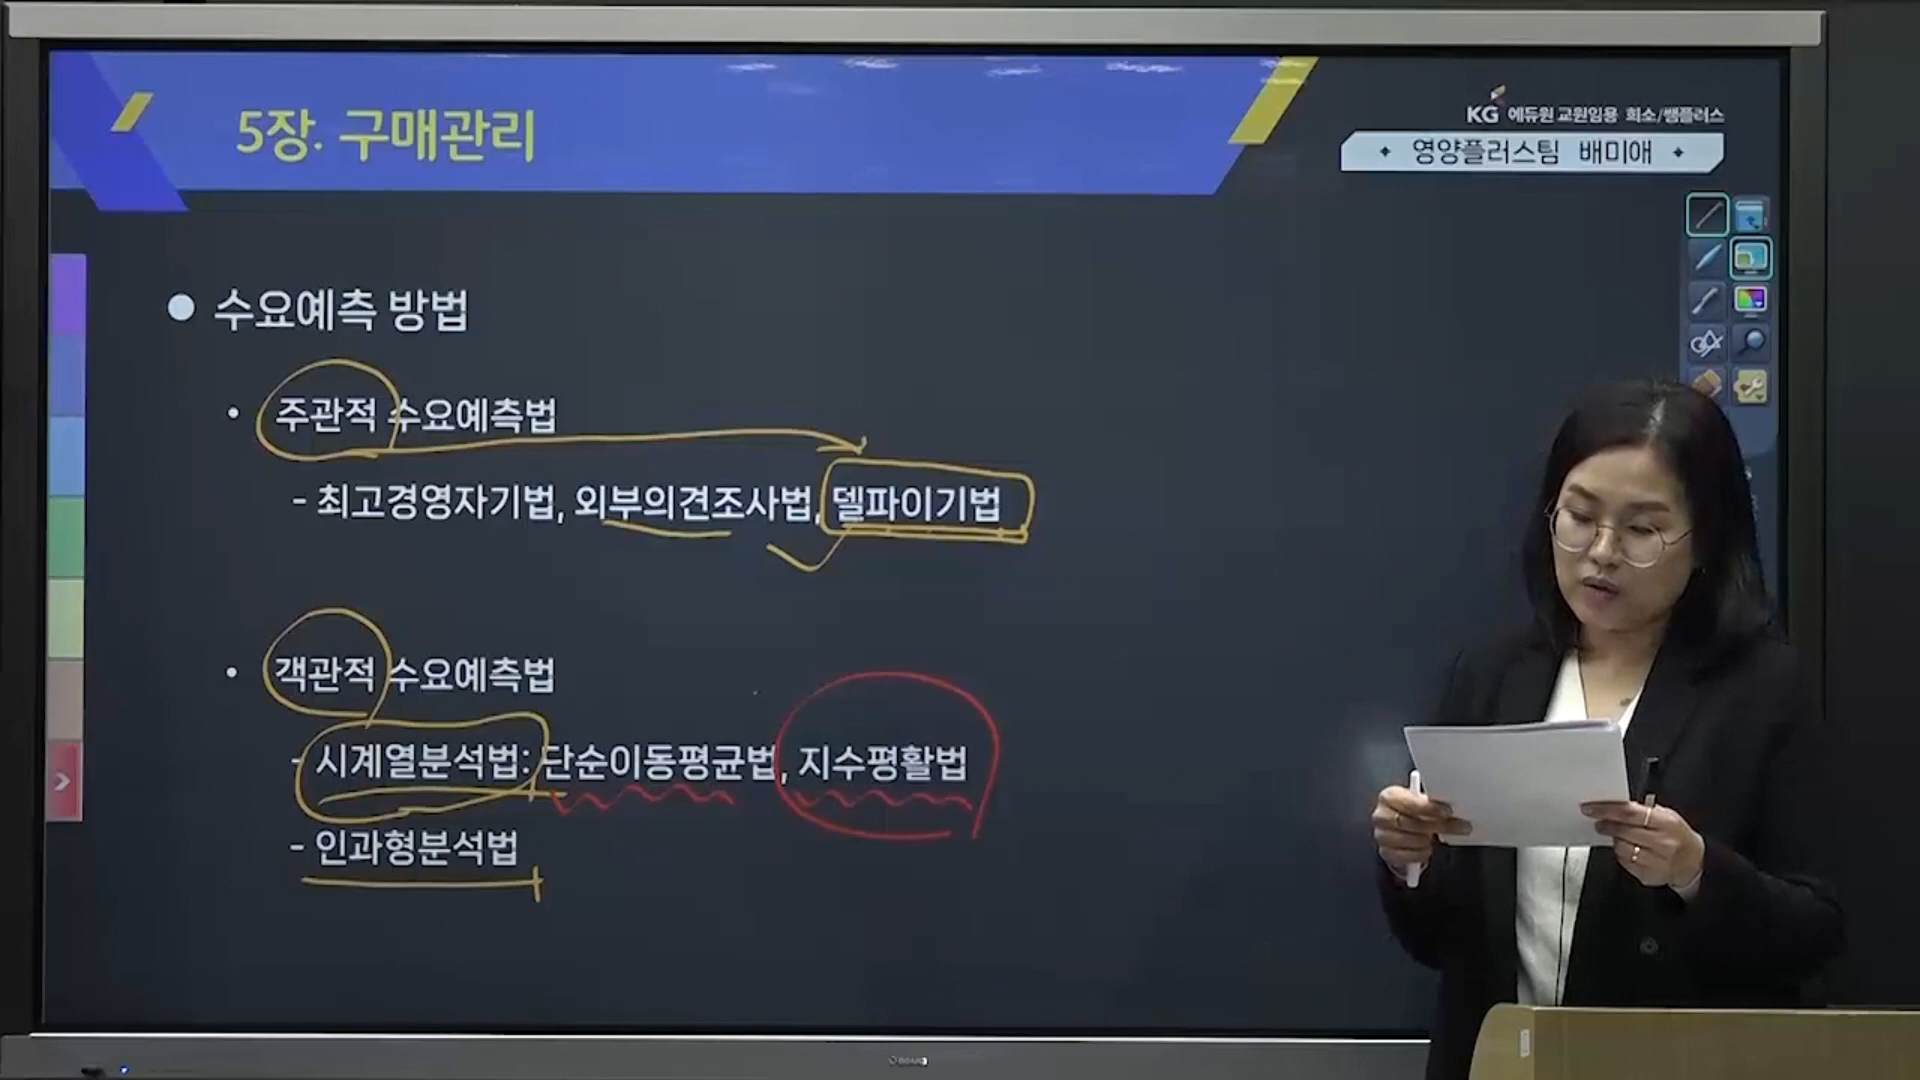 5장. 구매관리
KG 에듀원 교원임용 희소/쌤플러스
영양플러스팀 배미애
● 수요예측 방법
• 주관적 수요예측법
- 최고경영자기법, 외부의견조사법, 델파이기법
• 객관적 수요예측법
- 시계열분석법: 단순이동평균법, 지수평활법
- 인과형분석법